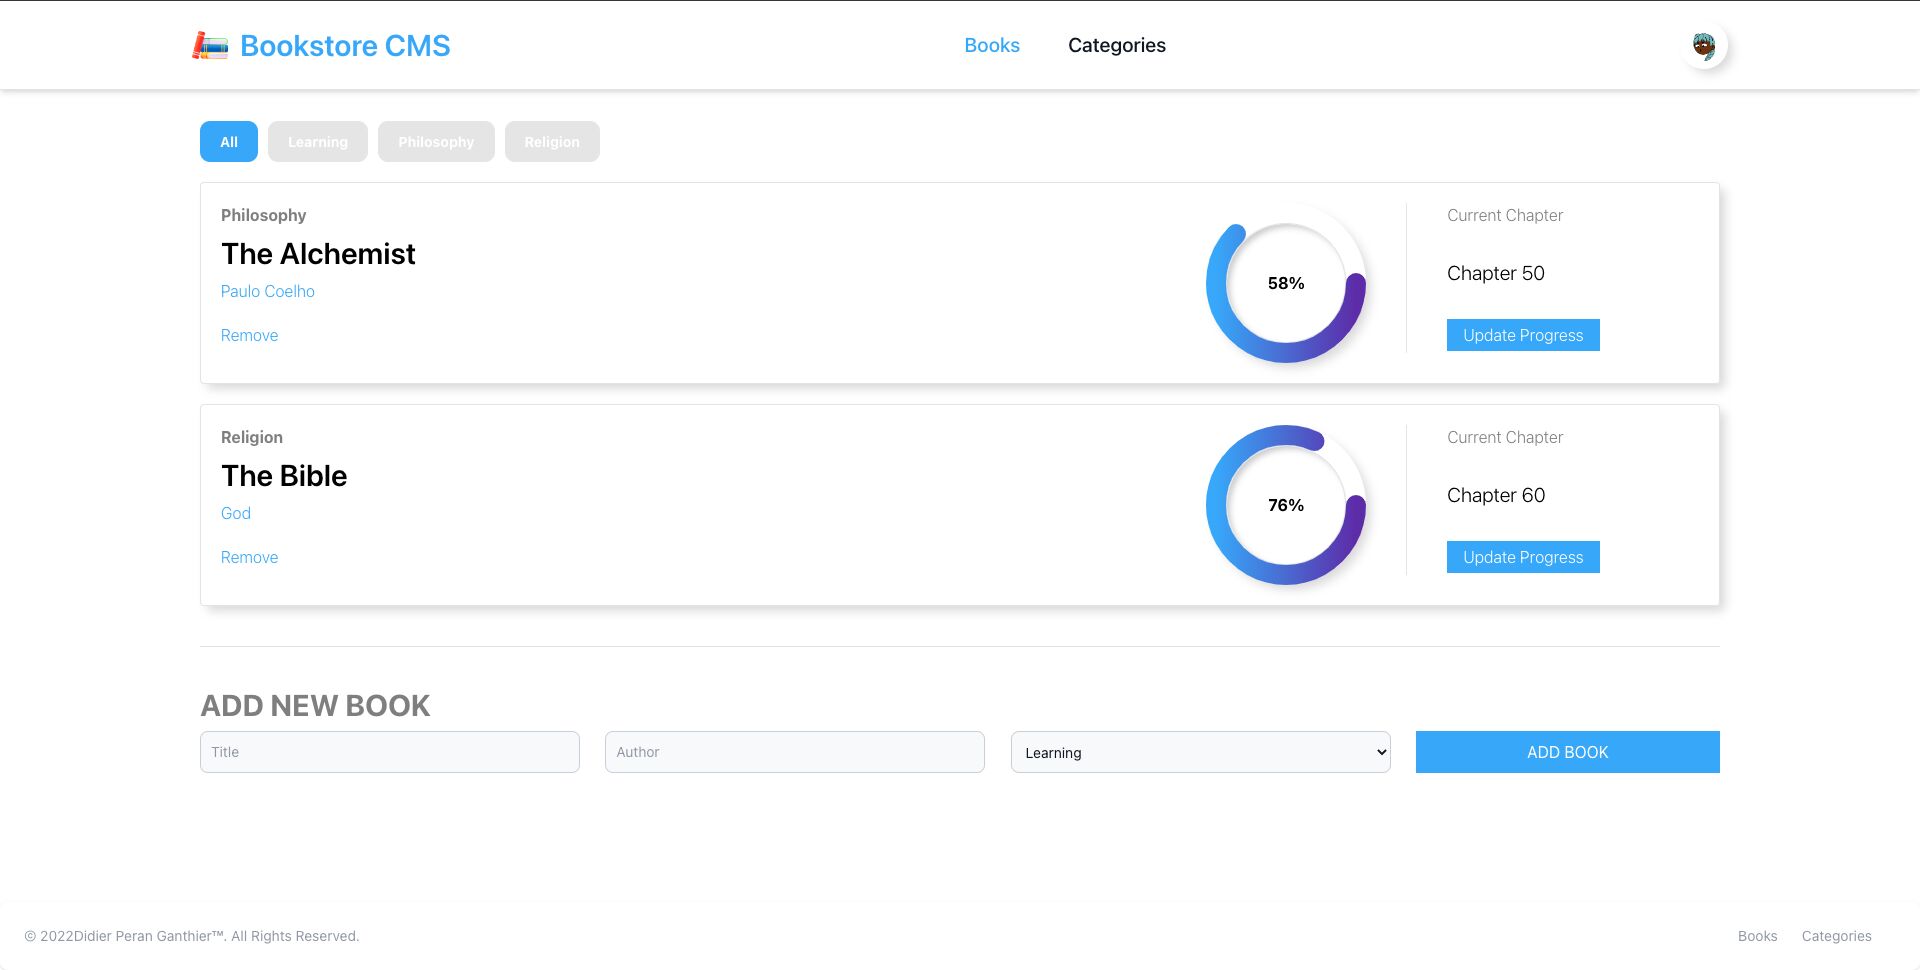 Bookstore CMS
Books
Categories
All
Learning
Philosophy
Religion
Philosophy
The Alchemist
Paulo Coelho
Remove
58%
Current Chapter
Chapter 50
Update Progress
Religion
The Bible
God
Remove
76%
Current Chapter
Chapter 60
Update Progress
ADD NEW BOOK
Title
Author
Learning
ADD BOOK
© 2022Didier Peran Ganthier™. All Rights Reserved.
Books
Categories